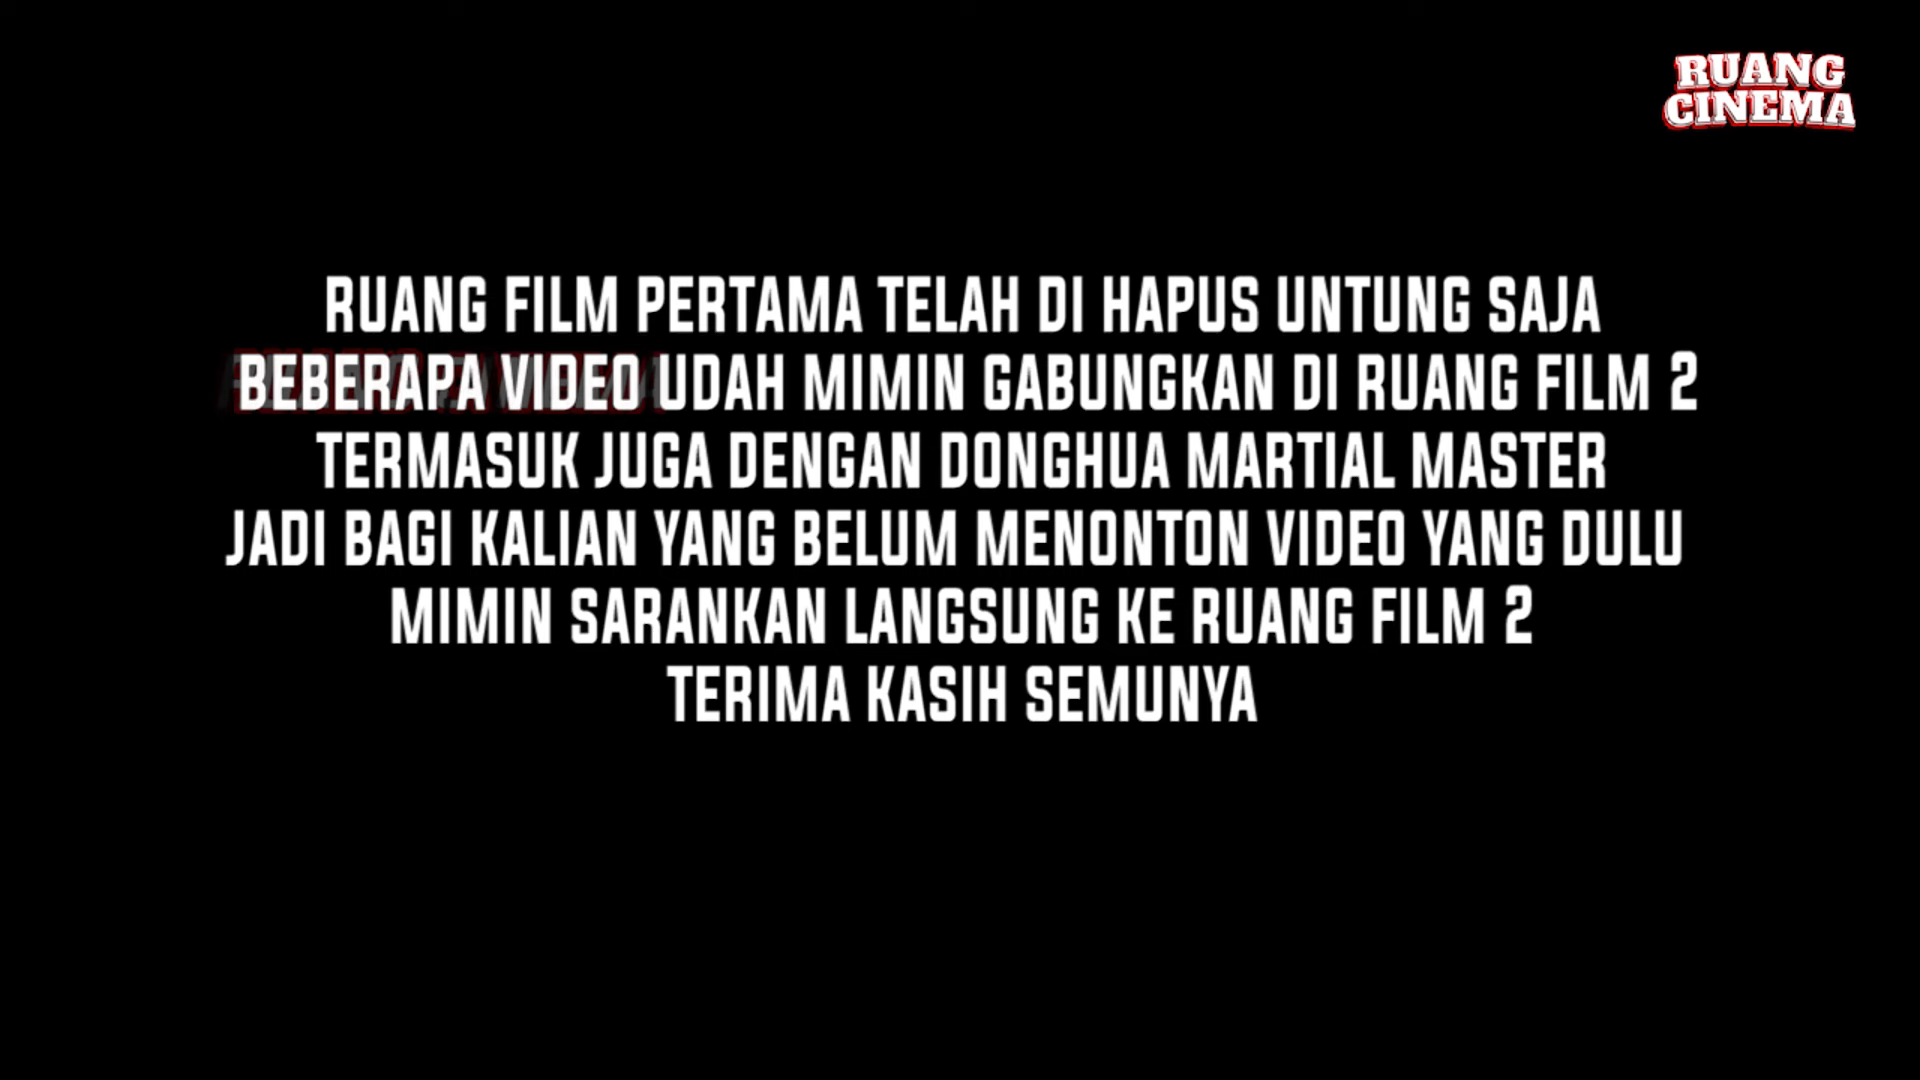 RUANG
CINEMA
RUANG FILM PERTAMA TELAH DI HAPUS UNTUNG SAJA
BEBERAPA VIDEO UDAH MIMIN GABUNGKAN DI RUANG FILM 2
TERMASUK JUGA DENGAN DONGHUA MARTIAL MASTER
JADI BAGI KALIAN YANG BELUM MENONTON VIDEO YANG DULU
MIMIN SARANKAN LANGSUNG KE RUANG FILM 2
TERIMA KASIH SEMUNYA